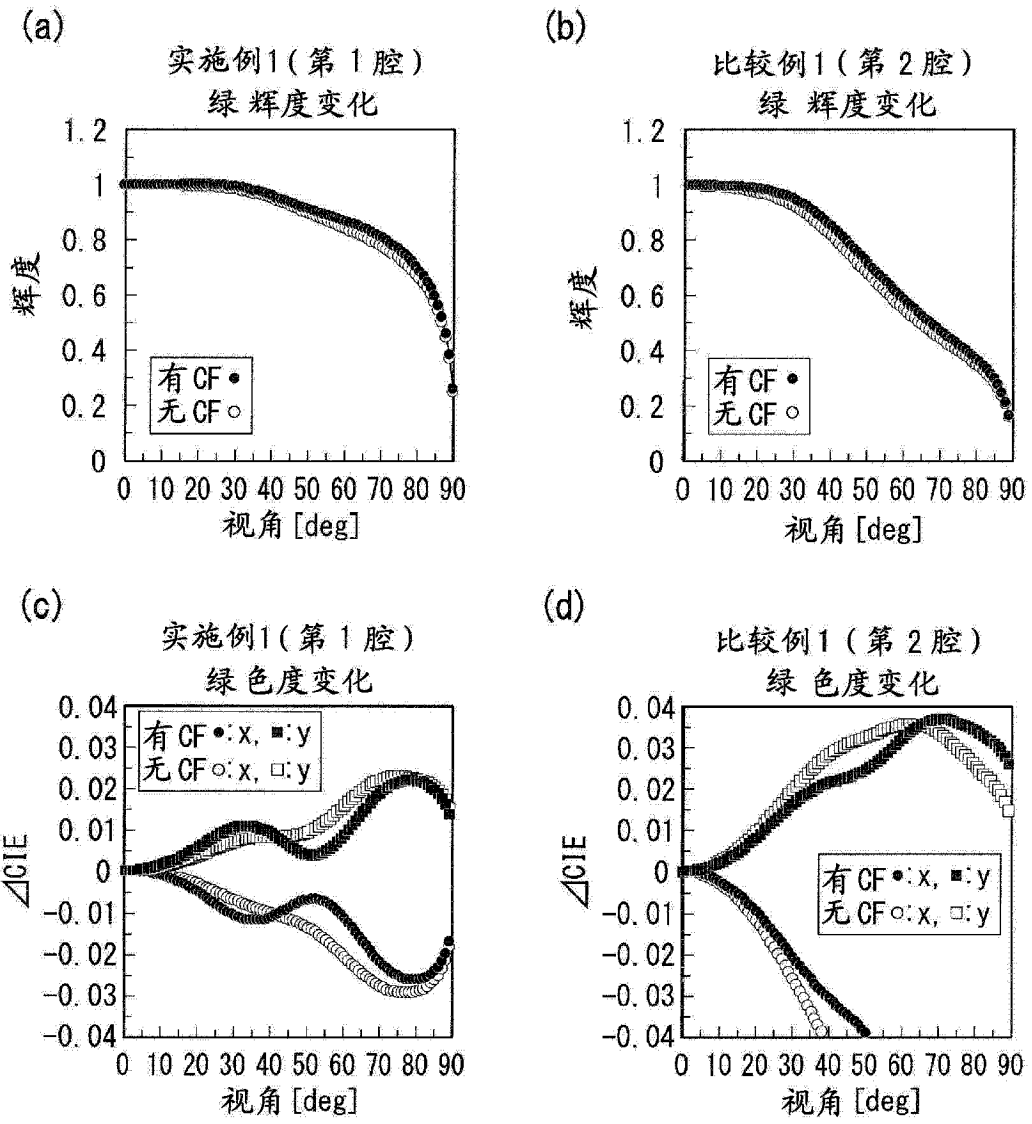 (a)
实施例1(第1腔)
绿 辉度变化
1.2
1
0.8
0.6
0.4
0.2
0
辉度
有CF●
无CF○
0 10 20 30 40 50 60 70 80 90
视角[deg]
(b)
比较例1(第2腔)
绿 辉度变化
1.2
1
0.8
0.6
0.4
0.2
0
辉度
有CF●
无CF○
0 10 20 30 40 50 60 70 80 90
视角[deg]
(c)
实施例1(第1腔)
绿 色度变化
0.04
0.03
0.02
0.01
0
-0.01
-0.02
-0.03
-0.04
⊿CIE
有CF●:x, ■:y
无CF○:x, □:y
0 10 20 30 40 50 60 70 80 90
视角[deg]
(d)
比较例1(第2腔)
绿 色度变化
0.04
0.03
0.02
0.01
0
-0.01
-0.02
-0.03
-0.04
⊿CIE
有CF●:x, ■:y
无CF○:x, □:y
0 10 20 30 40 50 60 70 80 90
视角[deg]